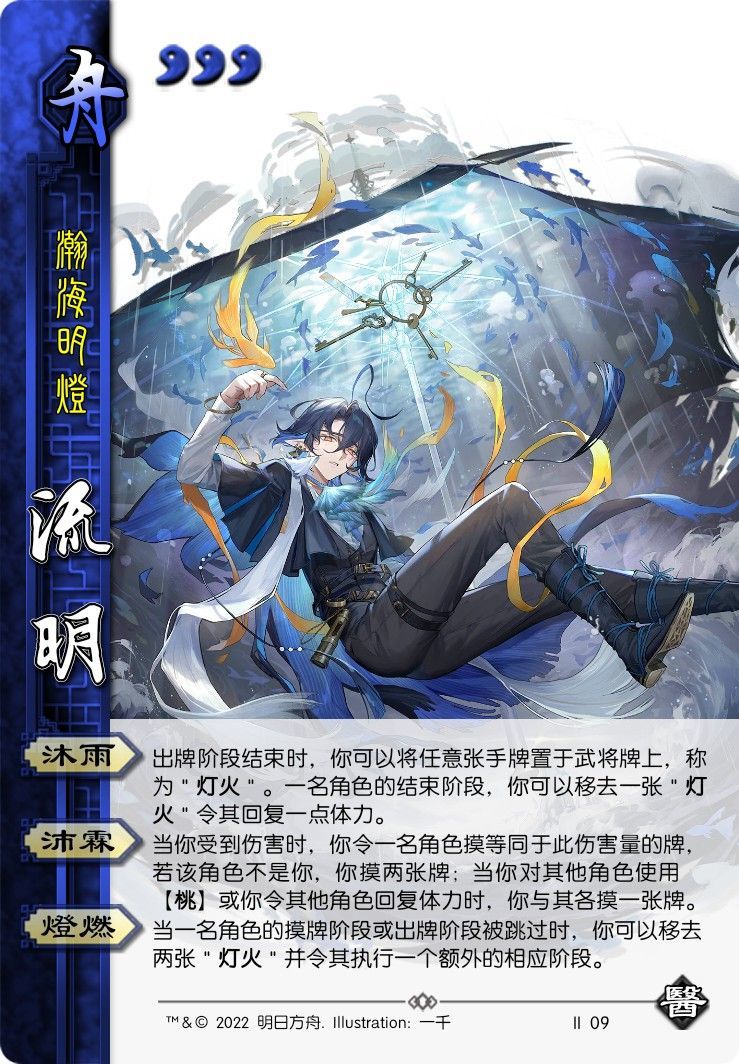 舟
瀚海明燈
流明
沐雨
出牌阶段结束时，你可以将任意张手牌置于武将牌上，称
为"灯火"。一名角色的结束阶段，你可以移去一张"灯
火"令其回复一点体力。
沛霖
当你受到伤害时，你令一名角色摸等同于此伤害量的牌，
若该角色不是你，你摸两张牌；当你对其他角色使用
【桃】或你令其他角色回复体力时，你与其各摸一张牌。
燈燃
当一名角色的摸牌阶段或出牌阶段被跳过时，你可以移去
两张"灯火"并令其执行一个额外的相应阶段。
醫
™&© 2022 明日方舟. Illustration: 一千
II 09